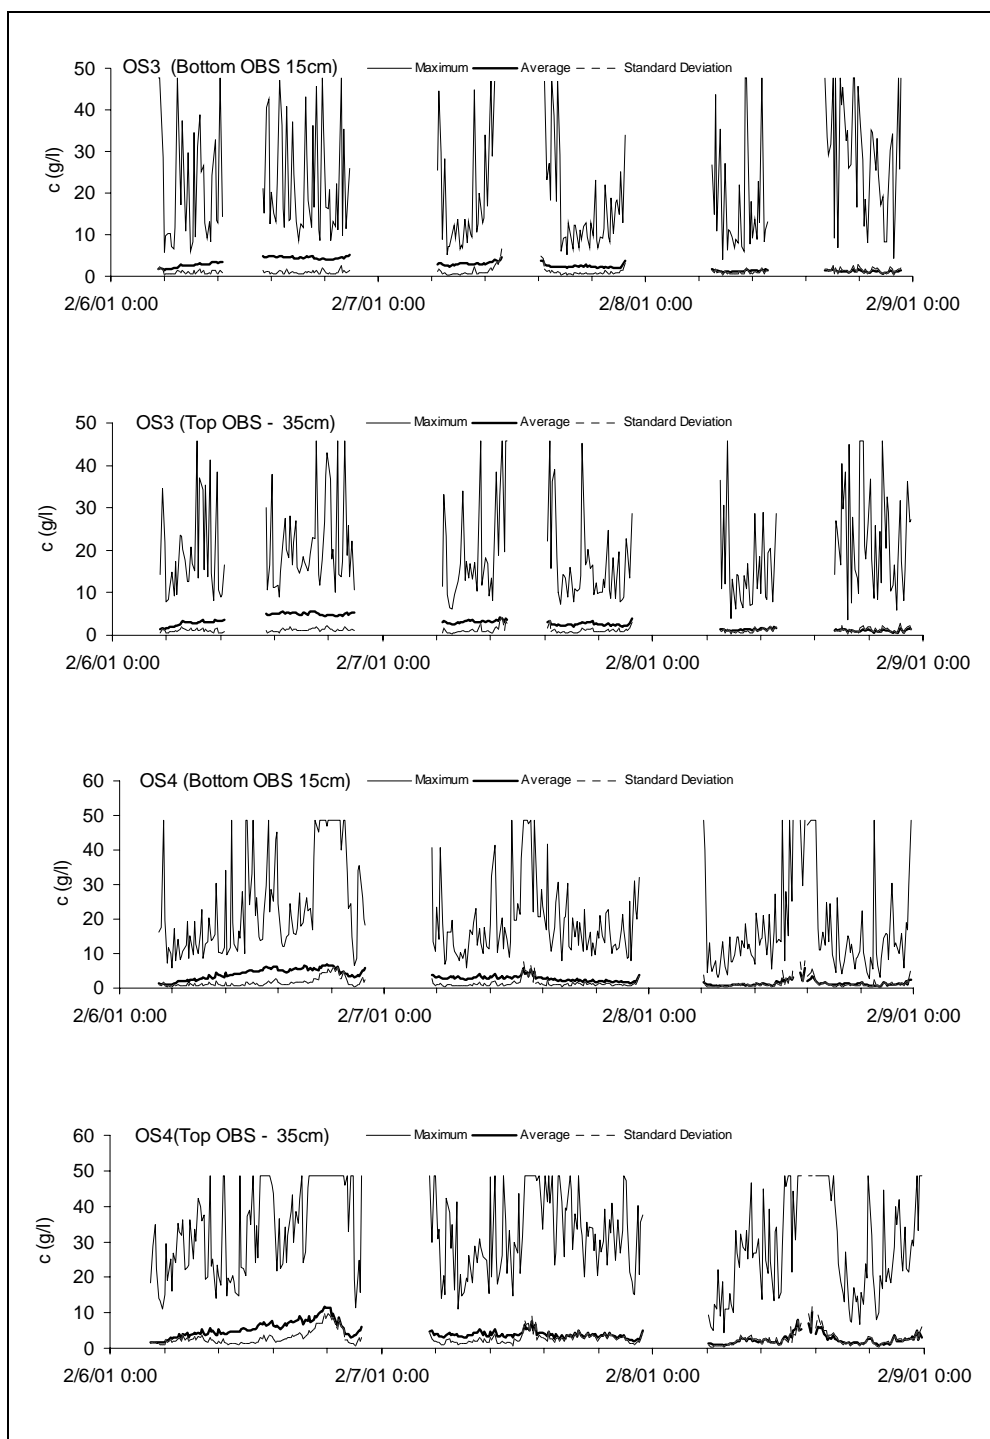 OS3 (Bottom OBS 15cm) Maximum Average Standard Deviation
50
40
30
20
10
0
c (g/l)
2/6/01 0:00 2/7/01 0:00 2/8/01 0:00 2/9/01 0:00
OS3 (Top OBS - 35cm) Maximum Average Standard Deviation
50
40
30
20
10
0
c (g/l)
2/6/01 0:00 2/7/01 0:00 2/8/01 0:00 2/9/01 0:00
OS4 (Bottom OBS 15cm) Maximum Average Standard Deviation
60
50
40
30
20
10
0
c (g/l)
2/6/01 0:00 2/7/01 0:00 2/8/01 0:00 2/9/01 0:00
OS4(Top OBS - 35cm) Maximum Average Standard Deviation
60
50
40
30
20
10
0
c (g/l)
2/6/01 0:00 2/7/01 0:00 2/8/01 0:00 2/9/01 0:00